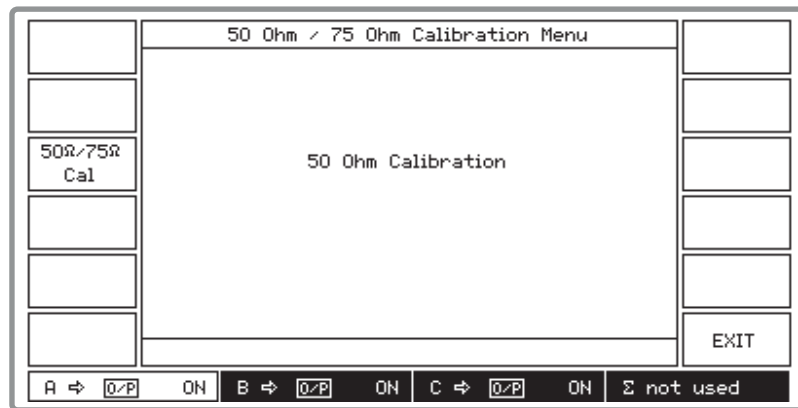 50 Ohm / 75 Ohm Calibration Menu
50Ω/75Ω
Cal
50 Ohm Calibration
EXIT
A ⇨ O/P ON B ⇨ O/P ON C ⇨ O/P ON Σ not used